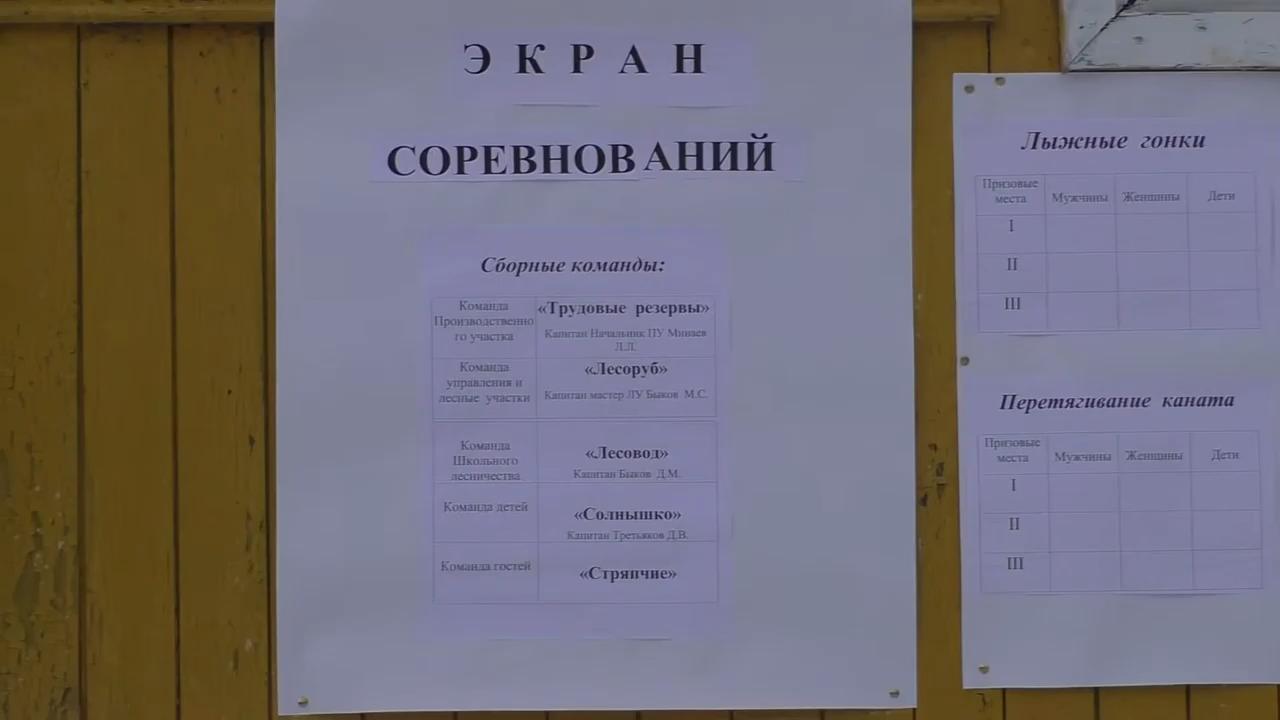 ЭКРАН
СОРЕВНОВАНИЙ
Сборные команды:
Команда
Производственно
го участка
«Трудовые резервы»
Капитан Начальник ПУ Минаев
Л.Л.
Команда
управления и
лесные участки
«Лесоруб»
Капитан мастер ЛУ Быков М.С.
Команда
Школьного
лесничества
«Лесовод»
Капитан Быков Д.М.
Команда детей
«Солнышко»
Капитан Третьяков Д.В.
Команда гостей
«Стряпчие»
Лыжные гонки
Призовые
места
Мужчины
Женщины
Дети
I
II
III
Перетягивание каната
Призовые
места
Мужчины
Женщины
Дети
I
II
III